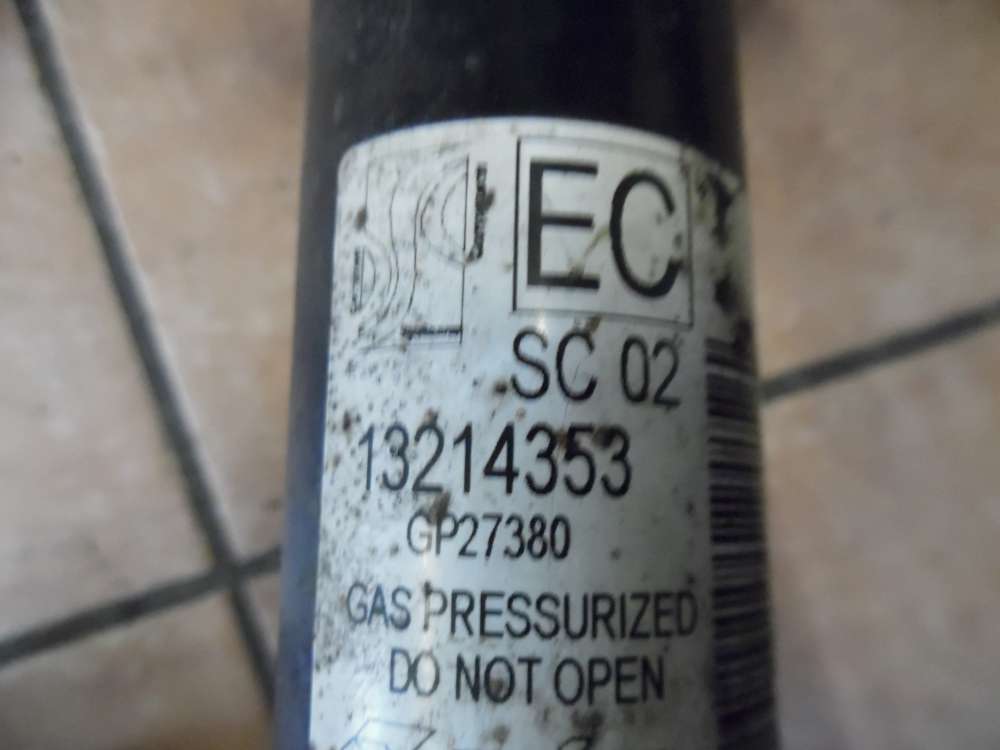 EC
SC 02
13214353
GP27380
GAS PRESSURIZED
DO NOT OPEN